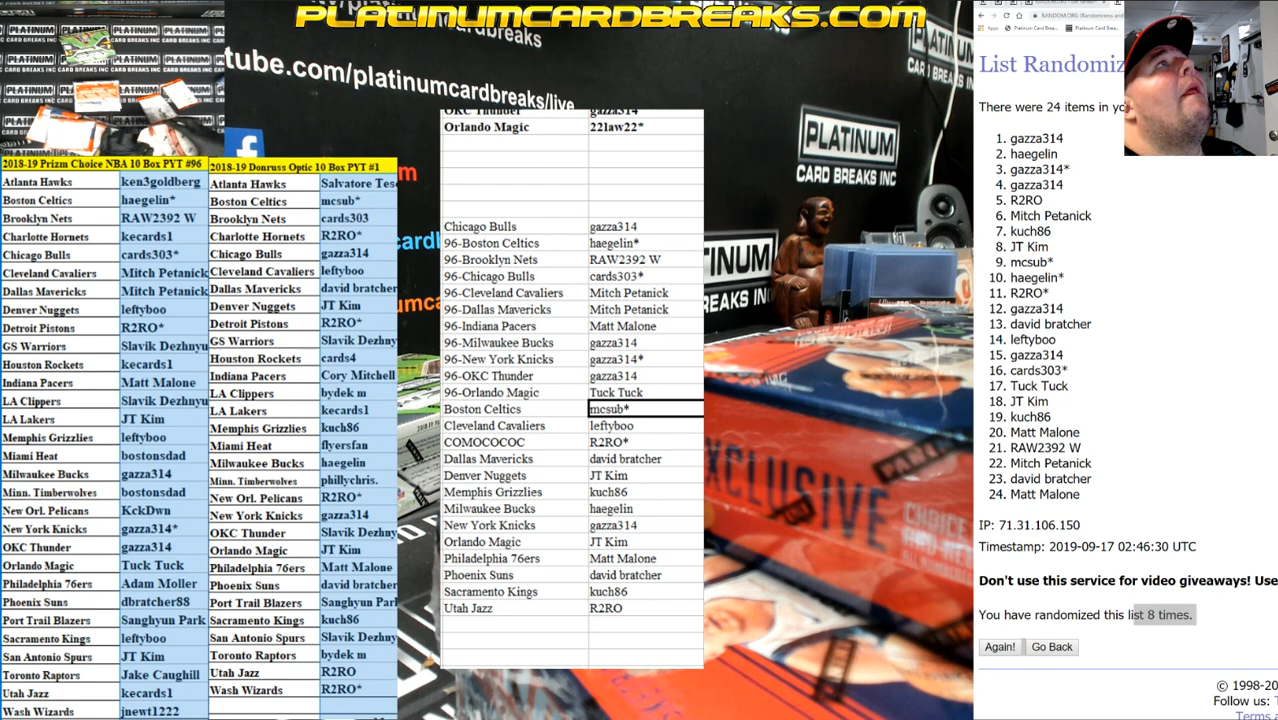 PLATINUMCARDBREAKS.COM
cardbreaks
tube.com/platinumcardbreaks/live
PLATINUM
CARD BREAKS INC
2018-19 Prizm Choice NBA 10 Box PYT #96
Atlanta Hawks ken3goldberg
Boston Celtics haegelin*
Brooklyn Nets RAW2392 W
Charlotte Hornets kecards1
Chicago Bulls cards303*
Cleveland Cavaliers Mitch Petanick
Dallas Mavericks Mitch Petanick
Denver Nuggets leftyboo
Detroit Pistons R2RO*
GS Warriors Slavik Dezhnyu
Houston Rockets kecards1
Indiana Pacers Matt Malone
LA Clippers Slavik Dezhnyu
LA Lakers JT Kim
Memphis Grizzlies leftyboo
Miami Heat bostonsdad
Milwaukee Bucks gazza314
Minn. Timberwolves bostonsdad
New Orl. Pelicans KckDwn
New York Knicks gazza314*
OKC Thunder gazza314
Orlando Magic Tuck Tuck
Philadelphia 76ers Adam Moller
Phoenix Suns dbratcher88
Port Trail Blazers Sanghyun Park
Sacramento Kings leftyboo
San Antonio Spurs JT Kim
Toronto Raptors Jake Caughill
Utah Jazz kecards1
Wash Wizards jnewt1222
2018-19 Donruss Optic 10 Box PYT #1
Atlanta Hawks Salvatore Teso
Boston Celtics mcsub*
Brooklyn Nets cards303
Charlotte Hornets R2RO*
Chicago Bulls gazza314
Cleveland Cavaliers leftyboo
Dallas Mavericks david bratcher
Denver Nuggets JT Kim
Detroit Pistons R2RO*
GS Warriors Slavik Dezhny
Houston Rockets cards4
Indiana Pacers Cory Mitchell
LA Clippers bydek m
LA Lakers kecards1
Memphis Grizzlies kuch86
Miami Heat flyersfan
Milwaukee Bucks haegelin
Minn. Timberwolves phillychris.
New Orl. Pelicans R2RO*
New York Knicks gazza314
OKC Thunder Slavik Dezhny
Orlando Magic JT Kim
Philadelphia 76ers Matt Malone
Phoenix Suns david bratcher
Port Trail Blazers Sanghyun Par
Sacramento Kings kuch86
San Antonio Spurs Slavik Dezhny
Toronto Raptors bydek m
Utah Jazz R2RO
Wash Wizards R2RO*
OKC Thunder gazza314
Orlando Magic 22law22*
Chicago Bulls gazza314
96-Boston Celtics haegelin*
96-Brooklyn Nets RAW2392 W
96-Chicago Bulls cards303*
96-Cleveland Cavaliers Mitch Petanick
96-Dallas Mavericks Mitch Petanick
96-Indiana Pacers Matt Malone
96-Milwaukee Bucks gazza314
96-New York Knicks gazza314*
96-OKC Thunder gazza314
96-Orlando Magic Tuck Tuck
Boston Celtics mcsub*
Cleveland Cavaliers leftyboo
COMOCOCOC R2RO*
Dallas Mavericks david bratcher
Denver Nuggets JT Kim
Memphis Grizzlies kuch86
Milwaukee Bucks haegelin
New York Knicks gazza314
Orlando Magic JT Kim
Philadelphia 76ers Matt Malone
Phoenix Suns david bratcher
Sacramento Kings kuch86
Utah Jazz R2RO
EXCLUSIVE
List Randomiz
There were 24 items in yo
1. gazza314
2. haegelin
3. gazza314*
4. gazza314
5. R2RO
6. Mitch Petanick
7. kuch86
8. JT Kim
9. mcsub*
10. haegelin*
11. R2RO*
12. gazza314
13. david bratcher
14. leftyboo
15. gazza314
16. cards303*
17. Tuck Tuck
18. JT Kim
19. kuch86
20. Matt Malone
21. RAW2392 W
22. Mitch Petanick
23. david bratcher
24. Matt Malone
IP: 71.31.106.150
Timestamp: 2019-09-17 02:46:30 UTC
Don't use this service for video giveaways! Use
You have randomized this list 8 times.
Again! Go Back
© 1998-20
Follow us:
Terms a